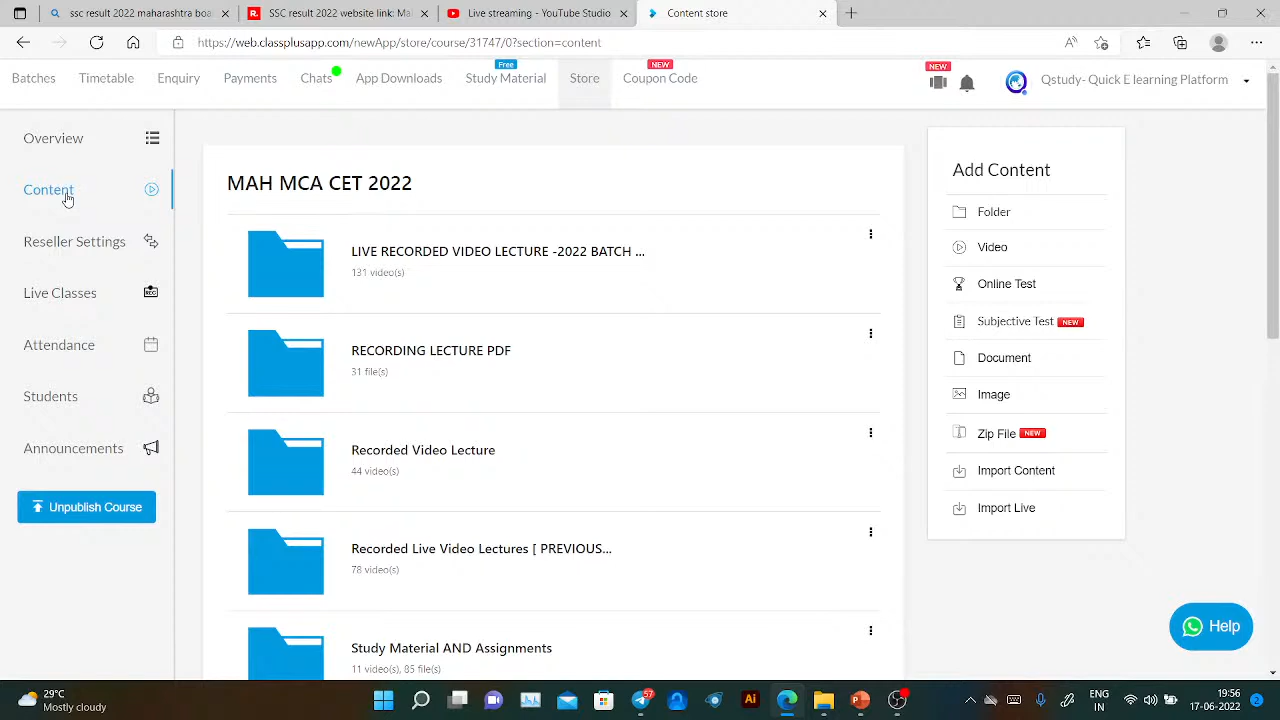 ssc result 2022 maharashtra boa
SSC result 2022 website link: Ma
Live streaming - YouTube Studio
Content store
https://web.classplusapp.com/newApp/store/course/31747/0?section=content
Batches
Timetable
Enquiry
Payments
Chats
App Downloads
Free
Study Material
Store
NEW
Coupon Code
NEW
Qstudy- Quick E learning Platform
Overview
Content
Reseller Settings
Live Classes
REC
Attendance
Students
Announcements
Unpublish Course
MAH MCA CET 2022
LIVE RECORDED VIDEO LECTURE -2022 BATCH ...
131 video(s)
RECORDING LECTURE PDF
31 file(s)
Recorded Video Lecture
44 video(s)
Recorded Live Video Lectures [ PREVIOUS...
78 video(s)
Study Material AND Assignments
11 video(s), 85 file(s)
Add Content
Folder
Video
Online Test
Subjective Test NEW
Document
Image
Zip File NEW
Import Content
Import Live
Help
29°C
Mostly cloudy
57
Ai
ENG
IN
19:56
17-06-2022
2